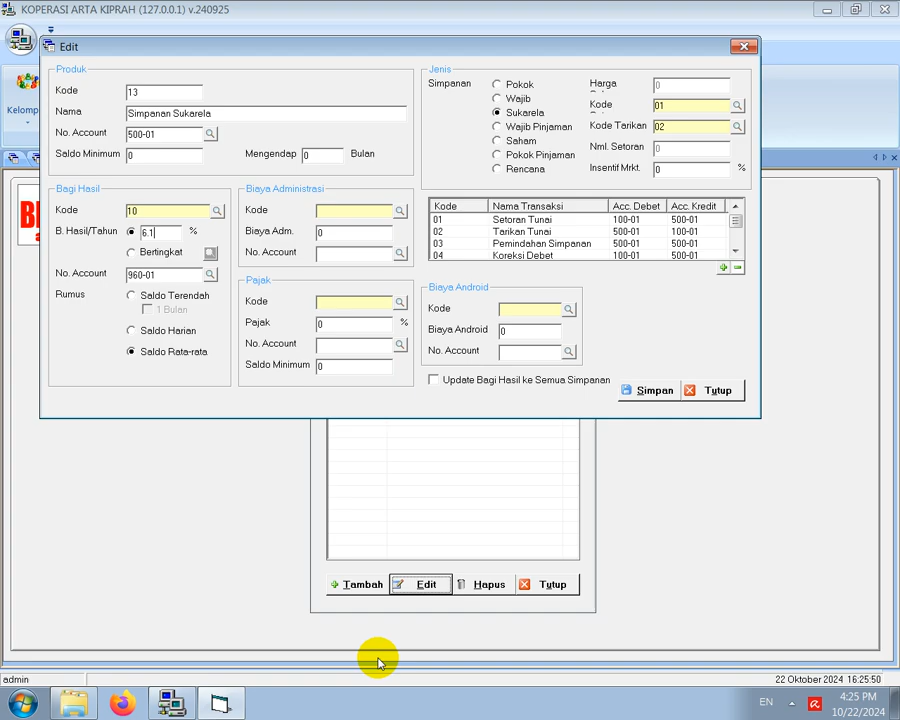 KOPERASI ARTA KIPRAH (127.0.0.1) v.240925
Edit
Kelomp
Produk
Kode 13
Nama Simpanan Sukarela
No. Account 500-01
Saldo Minimum 0 Mengendap 0 Bulan
Jenis
Simpanan
Pokok
Wajib
Sukarela
Wajib Pinjaman
Saham
Pokok Pinjaman
Rencana
Harga 0
Kode 01
Kode Tarikan 02
Nml. Setoran 0
Insentif Mrkt. 0 %
Bagi Hasil
Kode 10
B. Hasil/Tahun 6.1 %
Bertingkat
No. Account 960-01
Rumus Saldo Terendah
1 Bulan
Saldo Harian
Saldo Rata-rata
Biaya Administrasi
Kode
Biaya Adm. 0
No. Account
Pajak
Kode
Pajak 0 %
No. Account
Saldo Minimum 0
Kode Nama Transaksi Acc. Debet Acc. Kredit
01 Setoran Tunai 100-01 500-01
02 Tarikan Tunai 500-01 100-01
03 Pemindahan Simpanan 500-01 500-01
04 Koreksi Debet 100-01 500-01
Biaya Android
Kode
Biaya Android 0
No. Account
Update Bagi Hasil ke Semua Simpanan
Simpan Tutup
Tambah Edit Hapus Tutup
admin 22 Oktober 2024 16:25:50
EN 4:25 PM
10/22/2024